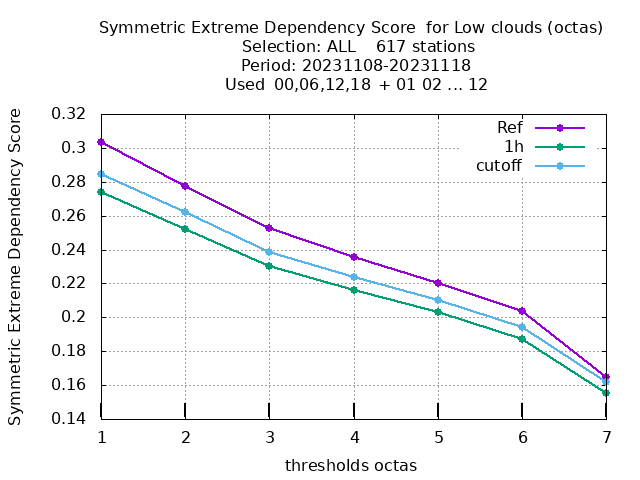 Symmetric Extreme Dependency Score for Low clouds (octas)
Selection: ALL 617 stations
Period: 20231108-20231118
Used 00,06,12,18 + 01 02 ... 12
Symmetric Extreme Dependency Score
0.32
0.3
0.28
0.26
0.24
0.22
0.2
0.18
0.16
0.14
Ref
1h
cutoff
1 2 3 4 5 6 7
thresholds octas